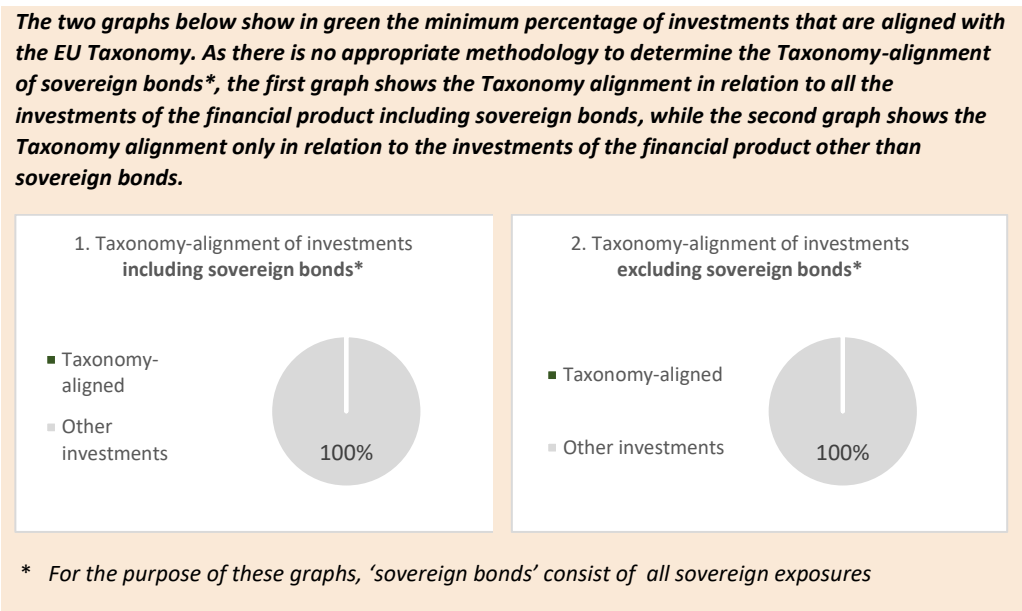 The two graphs below show in green the minimum percentage of investments that are aligned with
the EU Taxonomy. As there is no appropriate methodology to determine the Taxonomy-alignment
of sovereign bonds*, the first graph shows the Taxonomy alignment in relation to all the
investments of the financial product including sovereign bonds, while the second graph shows the
Taxonomy alignment only in relation to the investments of the financial product other than
sovereign bonds.
1. Taxonomy-alignment of investments
including sovereign bonds*
Taxonomy-
aligned
Other
investments
100%
2. Taxonomy-alignment of investments
excluding sovereign bonds*
Taxonomy-aligned
Other investments
100%
* For the purpose of these graphs, ‘sovereign bonds’ consist of all sovereign exposures